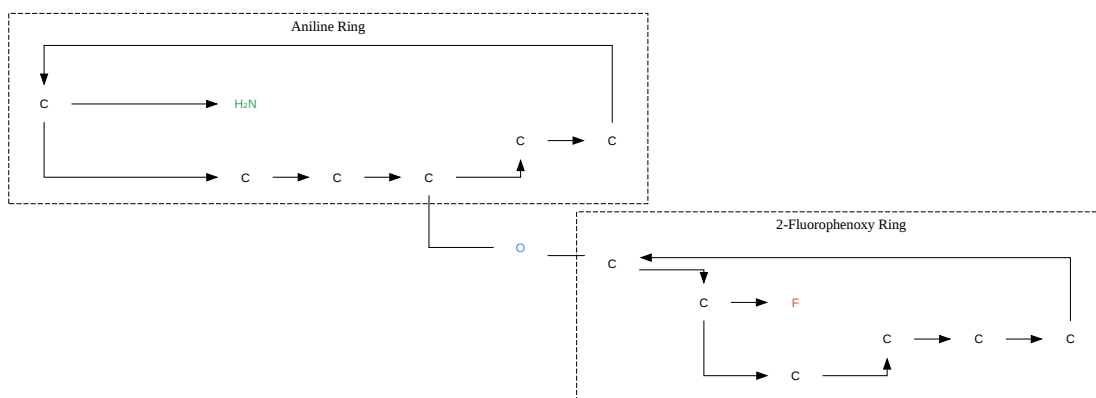 Aniline Ring
C H₂N
C C
C C C
2-Fluorophenoxy Ring
O
C
C F
C C C
C